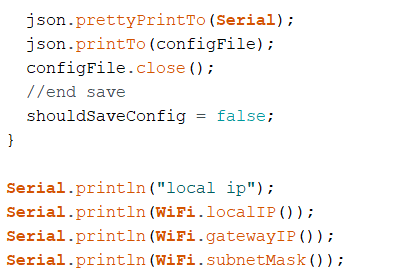 json.prettyPrintTo(Serial);
json.printTo(configFile);
configFile.close();
//end save
shouldSaveConfig = false;
}
Serial.println("local ip");
Serial.println(WiFi.localIP());
Serial.println(WiFi.gatewayIP());
Serial.println(WiFi.subnetMask());